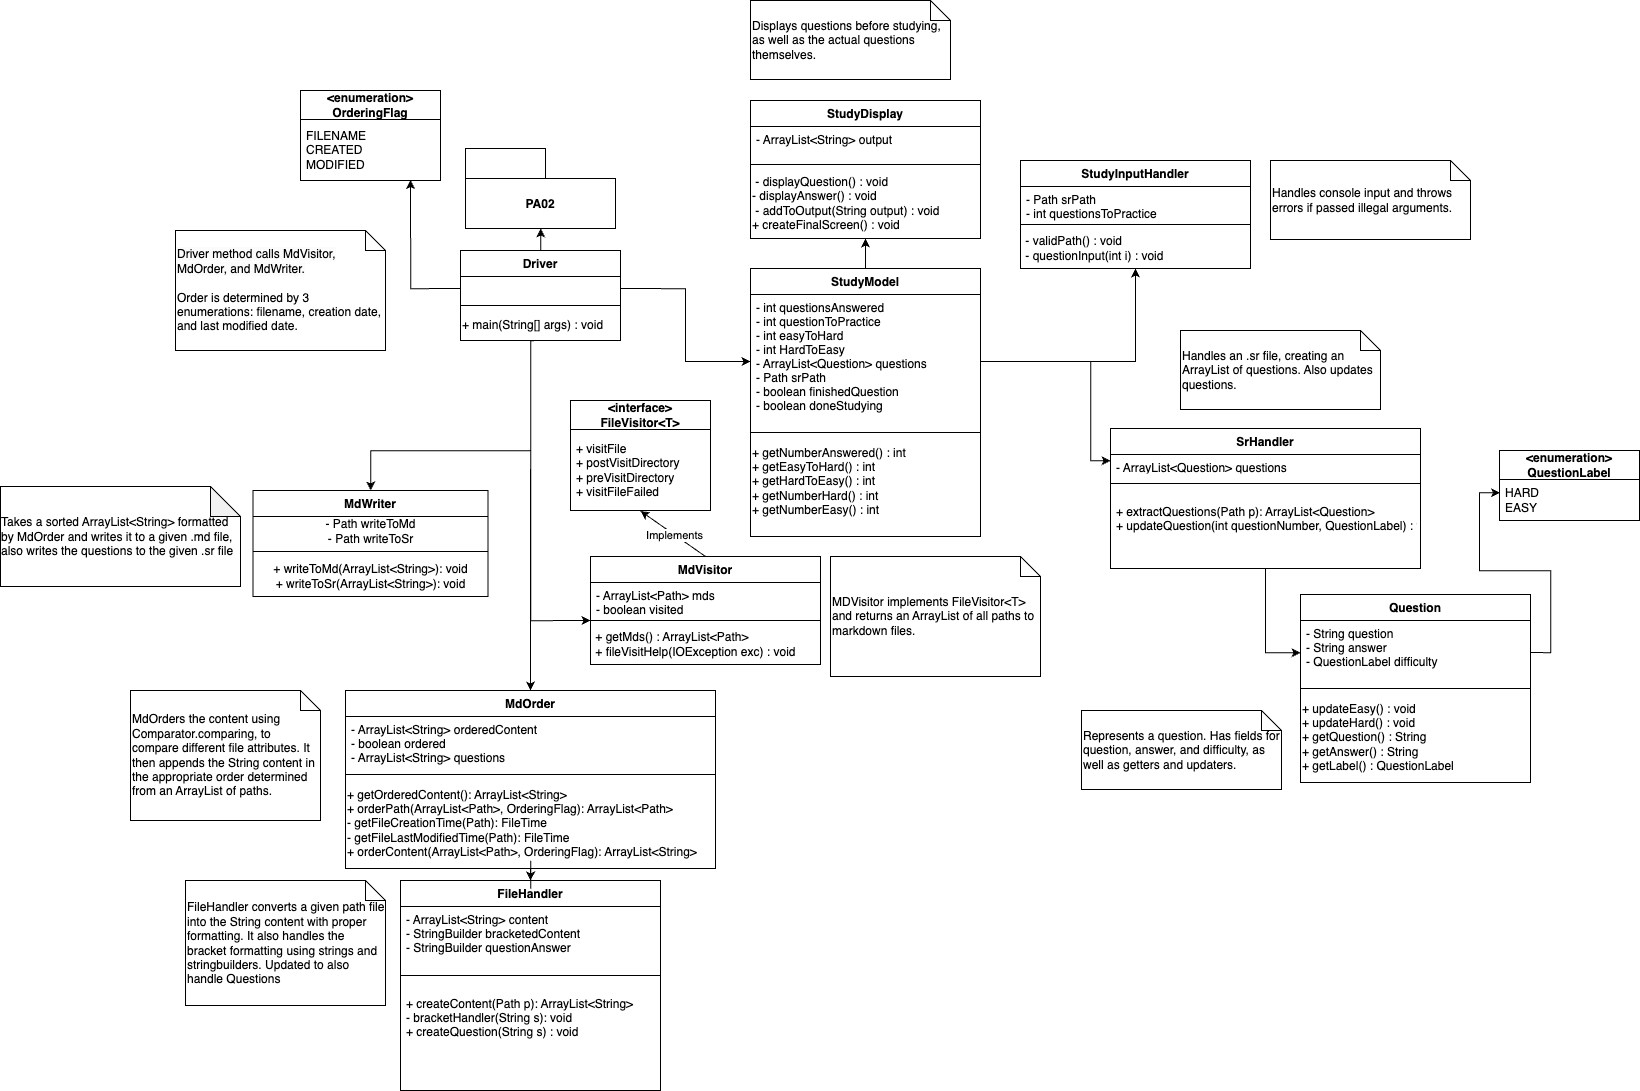 Displays questions before studying,
as well as the actual questions
themselves.
<enumeration>
OrderingFlag
FILENAME
CREATED
MODIFIED
PA02
StudyDisplay
- ArrayList<String> output
- displayQuestion() : void
- displayAnswer() : void
- addToOutput(String output) : void
+ createFinalScreen() : void
StudyInputHandler
- Path srPath
- int questionsToPractice
- validPath() : void
- questionInput(int i) : void
Handles console input and throws
errors if passed illegal arguments.
Driver method calls MdVisitor,
MdOrder, and MdWriter.
Order is determined by 3
enumerations: filename, creation date,
and last modified date.
Driver
+ main(String[] args) : void
StudyModel
- int questionsAnswered
- int questionToPractice
- int easyToHard
- int HardToEasy
- ArrayList<Question> questions
- Path srPath
- boolean finishedQuestion
- boolean doneStudying
+ getNumberAnswered() : int
+ getEasyToHard() : int
+ getHardToEasy() : int
+ getNumberHard() : int
+ getNumberEasy() : int
Handles an .sr file, creating an
ArrayList of questions. Also updates
questions.
<interface>
FileVisitor<T>
+ visitFile
+ postVisitDirectory
+ preVisitDirectory
+ visitFileFailed
Implements
SrHandler
- ArrayList<Question> questions
+ extractQuestions(Path p): ArrayList<Question>
+ updateQuestion(int questionNumber, QuestionLabel) :
<enumeration>
QuestionLabel
HARD
EASY
Takes a sorted ArrayList<String> formatted
by MdOrder and writes it to a given .md file,
also writes the questions to the given .sr file
MdWriter
- Path writeToMd
- Path writeToSr
+ writeToMd(ArrayList<String>): void
+ writeToSr(ArrayList<String>): void
MdVisitor
- ArrayList<Path> mds
- boolean visited
+ getMds() : ArrayList<Path>
+ fileVisitHelp(IOException exc) : void
MDVisitor implements FileVisitor<T>
and returns an ArrayList of all paths to
markdown files.
Question
- String question
- String answer
- QuestionLabel difficulty
+ updateEasy() : void
+ updateHard() : void
+ getQuestion() : String
+ getAnswer() : String
+ getLabel() : QuestionLabel
Represents a question. Has fields for
question, answer, and difficulty, as
well as getters and updaters.
MdOrders the content using
Comparator.comparing, to
compare different file attributes. It
then appends the String content in
the appropriate order determined
from an ArrayList of paths.
MdOrder
- ArrayList<String> orderedContent
- boolean ordered
- ArrayList<String> questions
+ getOrderedContent(): ArrayList<String>
+ orderPath(ArrayList<Path>, OrderingFlag): ArrayList<Path>
- getFileCreationTime(Path): FileTime
- getFileLastModifiedTime(Path): FileTime
+ orderContent(ArrayList<Path>, OrderingFlag): ArrayList<String>
FileHandler converts a given path file
into the String content with proper
formatting. It also handles the
bracket formatting using strings and
stringbuilders. Updated to also
handle Questions
FileHandler
- ArrayList<String> content
- StringBuilder bracketedContent
- StringBuilder questionAnswer
+ createContent(Path p): ArrayList<String>
- bracketHandler(String s): void
+ createQuestion(String s) : void